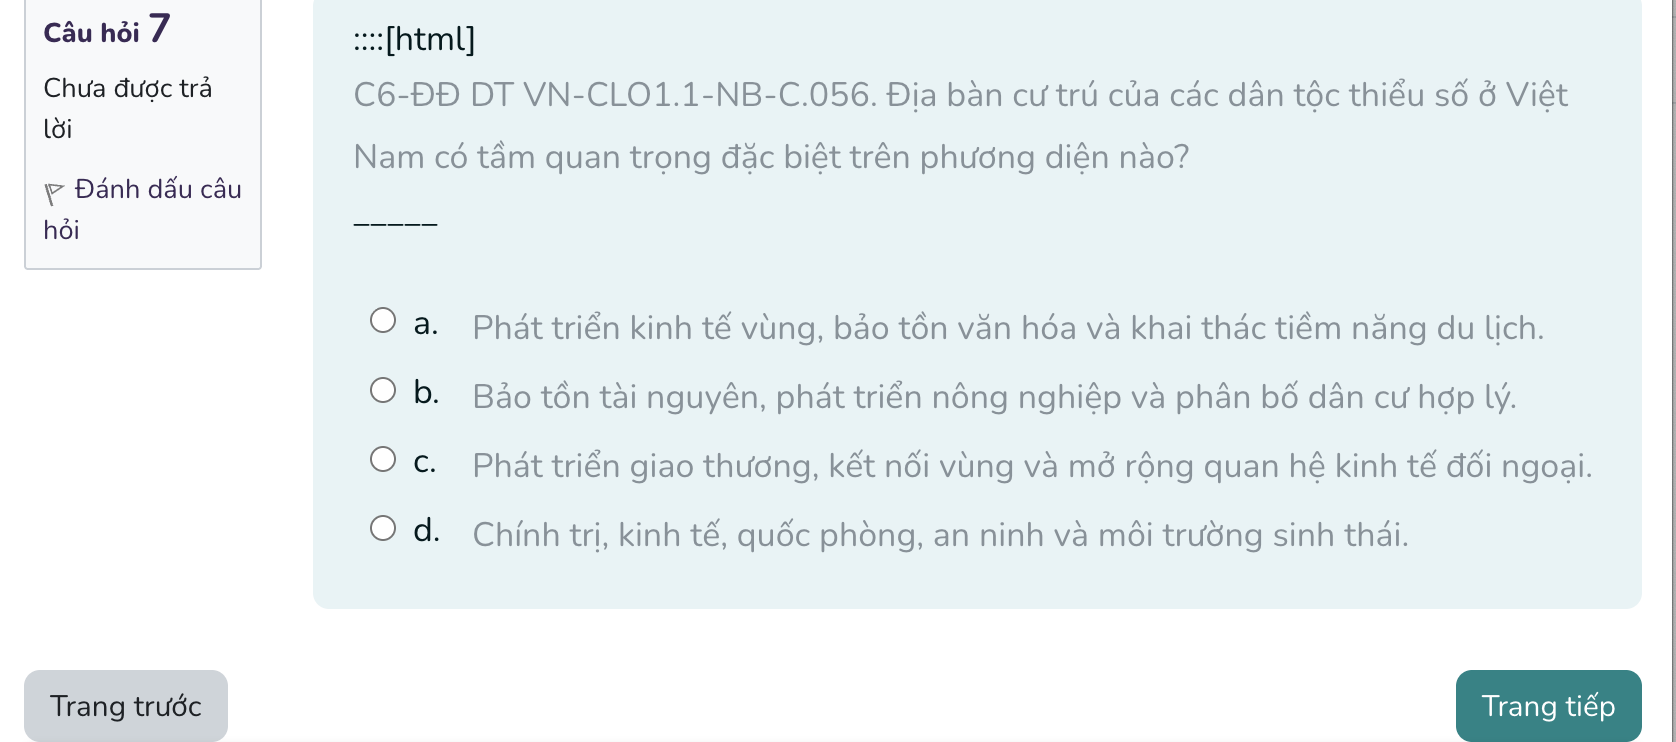 Câu hỏi 7
Chưa được trả
lời
Đánh dấu câu
hỏi
::::[html]
C6-ĐĐ DT VN-CLO1.1-NB-C.056. Địa bàn cư trú của các dân tộc thiểu số ở Việt
Nam có tầm quan trọng đặc biệt trên phương diện nào?
_____
a. Phát triển kinh tế vùng, bảo tồn văn hóa và khai thác tiềm năng du lịch.
b. Bảo tồn tài nguyên, phát triển nông nghiệp và phân bố dân cư hợp lý.
c. Phát triển giao thương, kết nối vùng và mở rộng quan hệ kinh tế đối ngoại.
d. Chính trị, kinh tế, quốc phòng, an ninh và môi trường sinh thái.
Trang trước
Trang tiếp